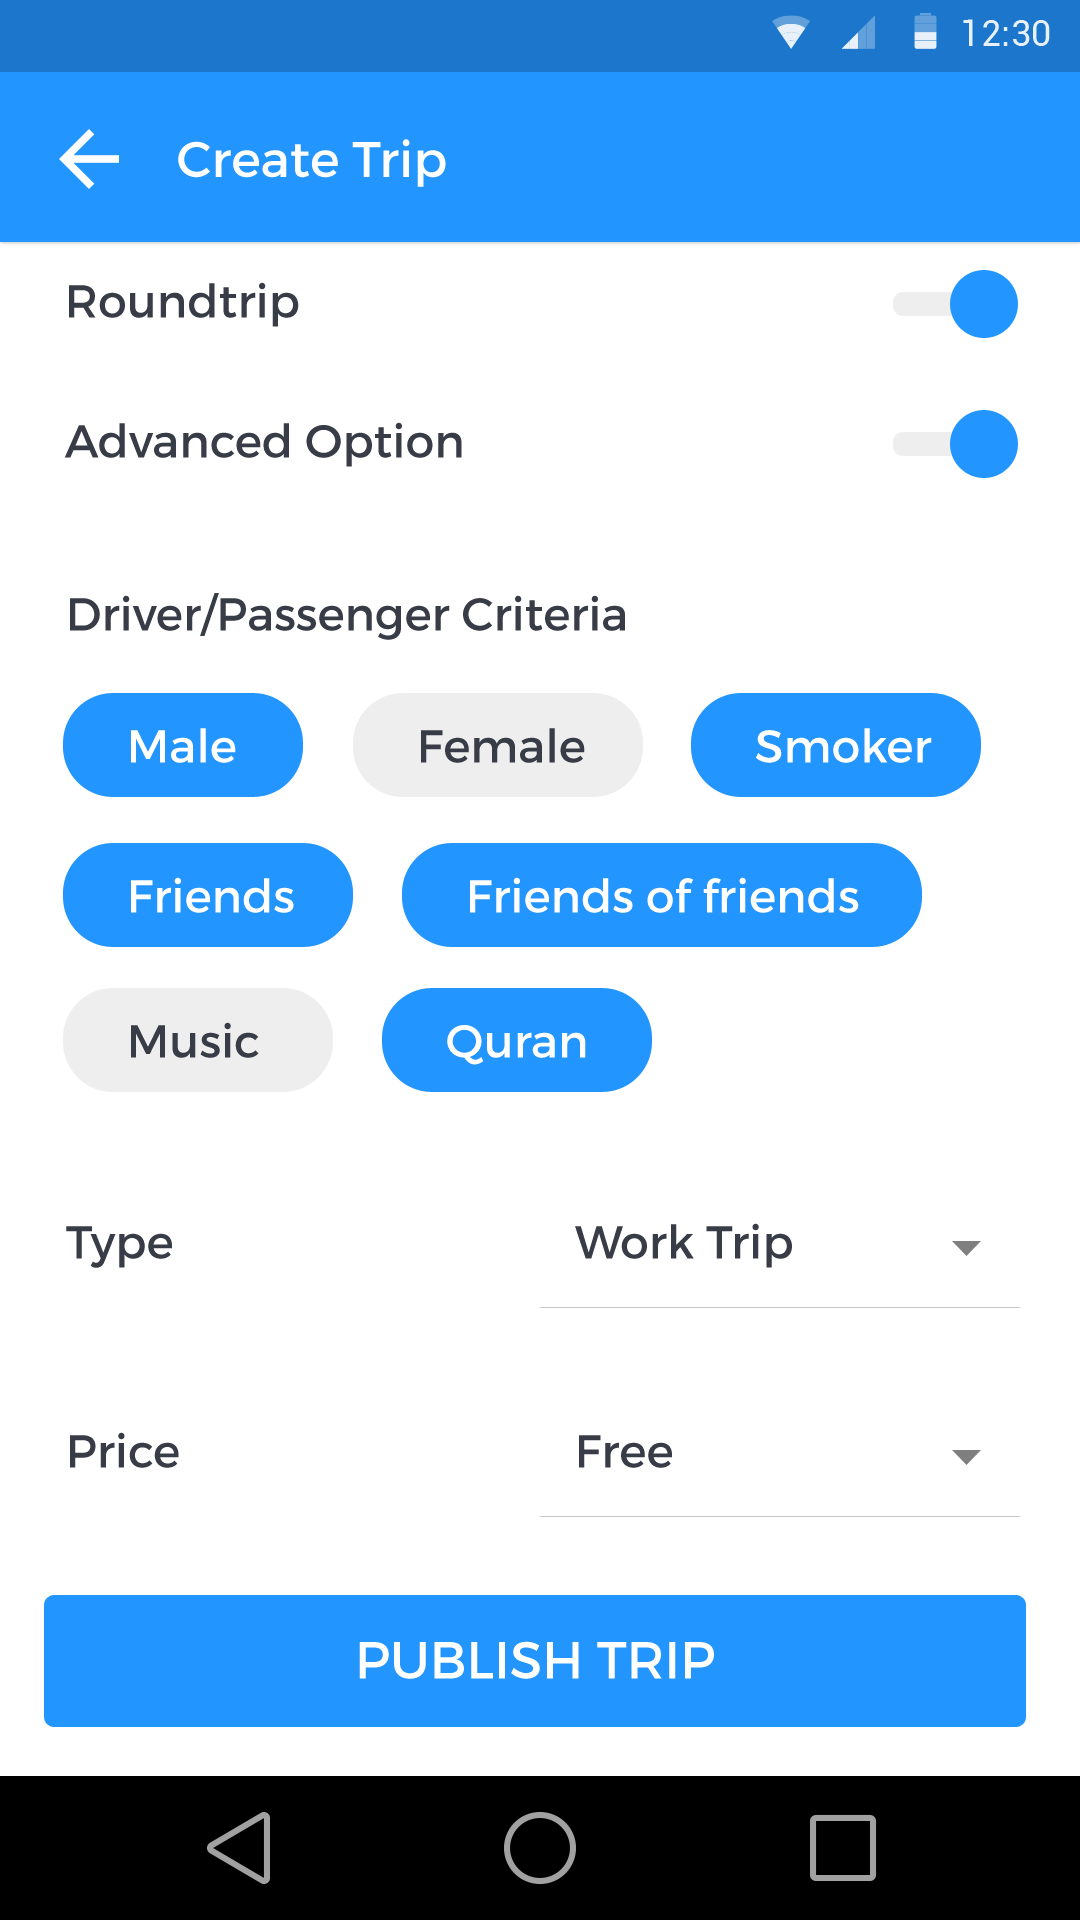 12:30
Create Trip
Roundtrip
Advanced Option
Driver/Passenger Criteria
Male Female Smoker
Friends Friends of friends
Music Quran
Type Work Trip
Price Free
PUBLISH TRIP